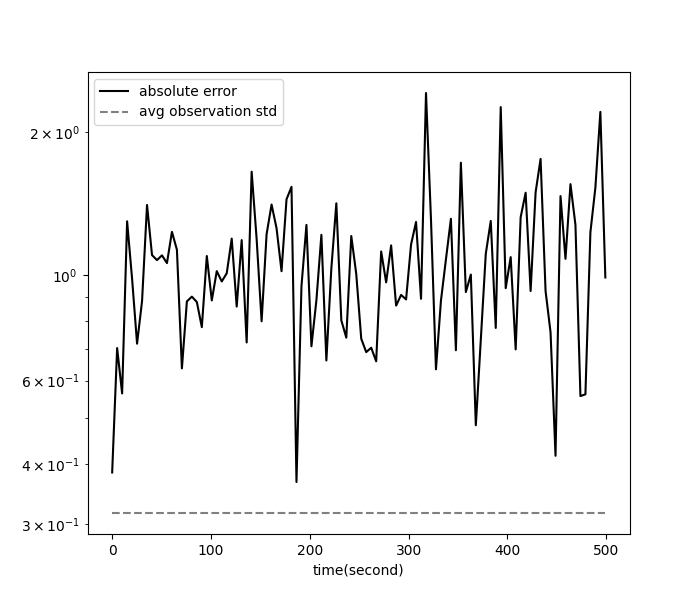 absolute error
avg observation std
2 × 10⁰
10⁰
6 × 10⁻¹
4 × 10⁻¹
3 × 10⁻¹
0 100 200 300 400 500
time(second)